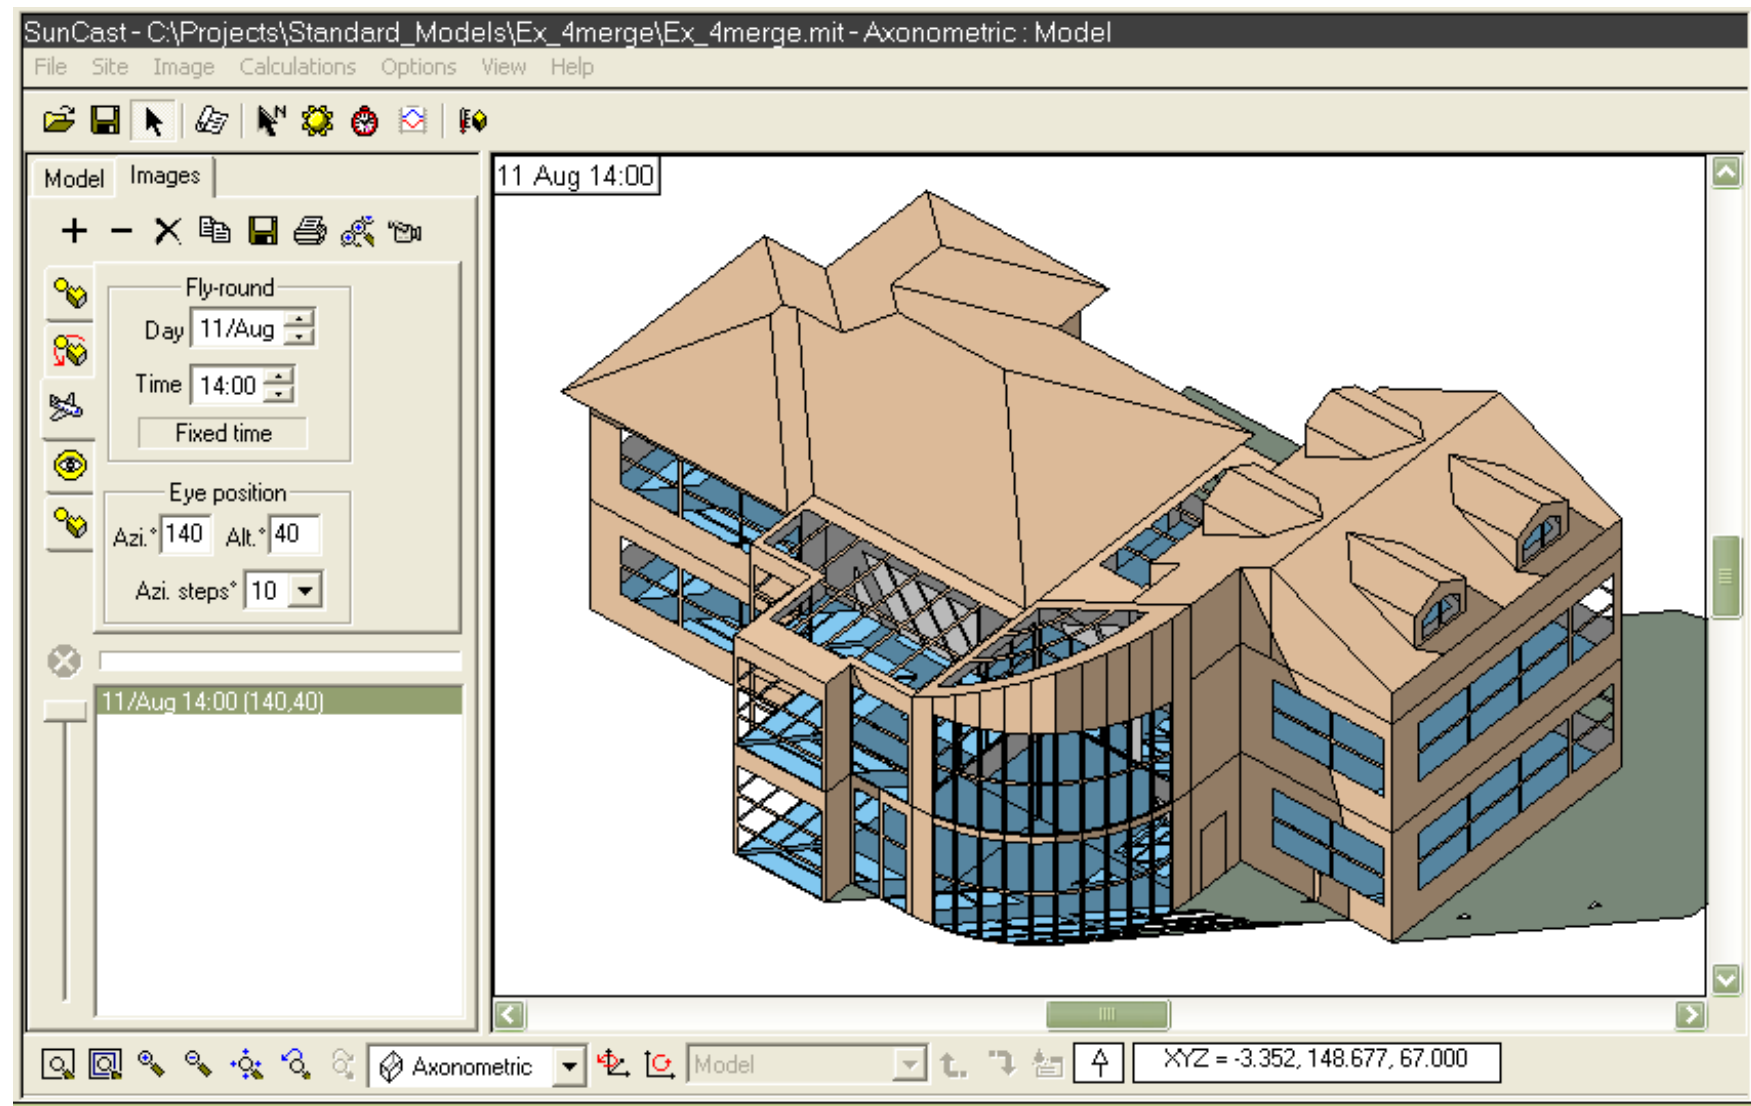 SunCast - C:\Projects\Standard_Models\Ex_4merge\Ex_4merge.mit - Axonometric : Model
File Site Image Calculations Options View Help
N
Model Images
11 Aug 14:00
Fly-round
Day 11/Aug
Time 14:00
Fixed time
Eye position
Azi.° 140 Alt.° 40
Azi. steps° 10
11/Aug 14:00 (140,40)
Axonometric Model XYZ = -3.352, 148.677, 67.000